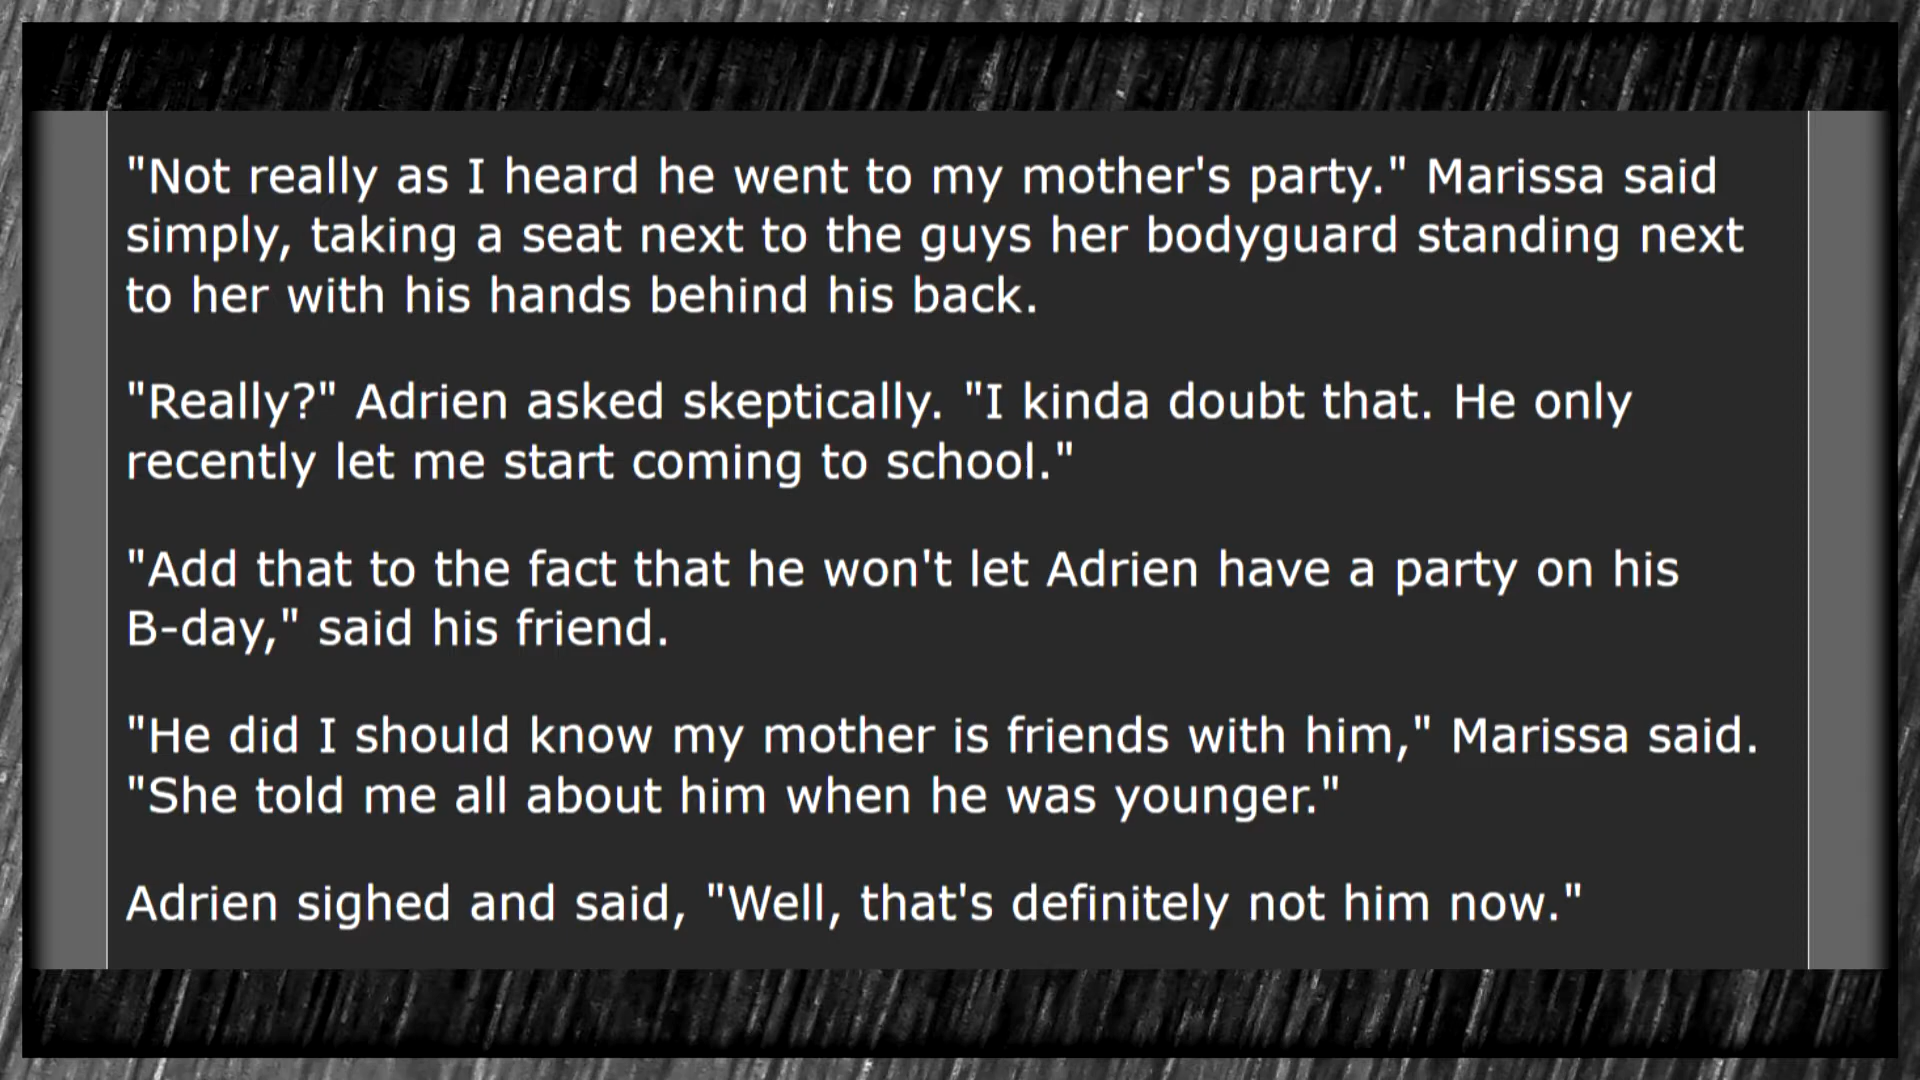 "Not really as I heard he went to my mother's party." Marissa said
simply, taking a seat next to the guys her bodyguard standing next
to her with his hands behind his back.
"Really?" Adrien asked skeptically. "I kinda doubt that. He only
recently let me start coming to school."
"Add that to the fact that he won't let Adrien have a party on his
B-day," said his friend.
"He did I should know my mother is friends with him," Marissa said.
"She told me all about him when he was younger."
Adrien sighed and said, "Well, that's definitely not him now."